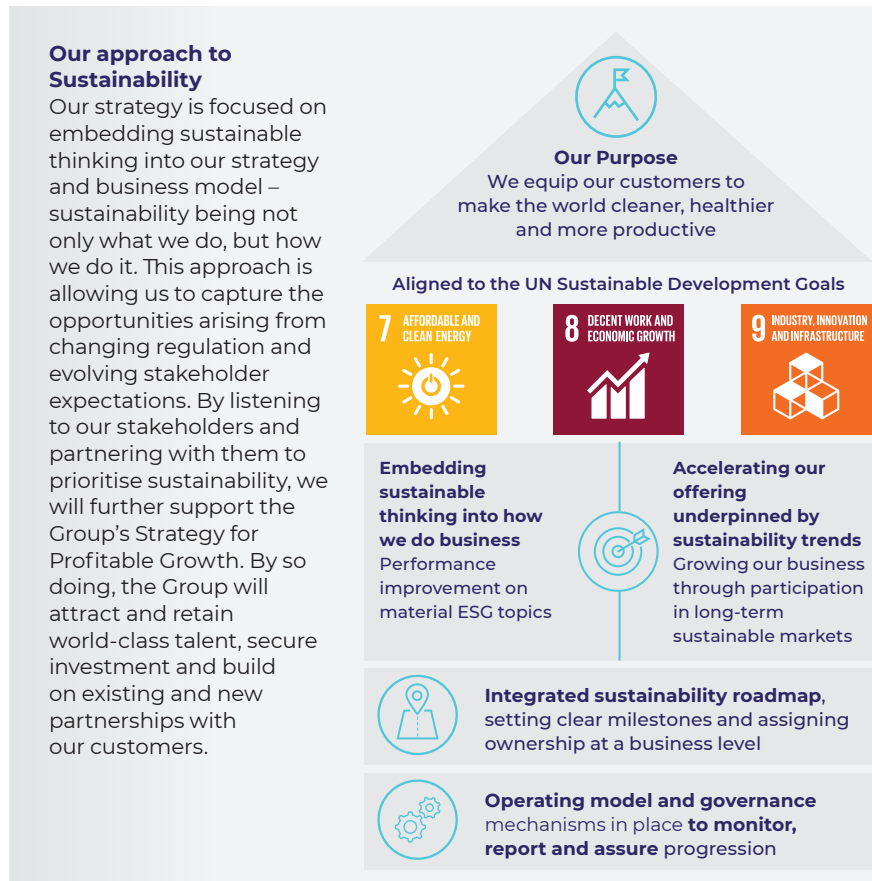 Our approach to
Sustainability
Our strategy is focused on
embedding sustainable
thinking into our strategy
and business model –
sustainability being not
only what we do, but how
we do it. This approach is
allowing us to capture the
opportunities arising from
changing regulation and
evolving stakeholder
expectations. By listening
to our stakeholders and
partnering with them to
prioritise sustainability, we
will further support the
Group’s Strategy for
Profitable Growth. By so
doing, the Group will
attract and retain
world-class talent, secure
investment and build
on existing and new
partnerships with
our customers.
Our Purpose
We equip our customers to
make the world cleaner, healthier
and more productive
Aligned to the UN Sustainable Development Goals
7 AFFORDABLE AND
CLEAN ENERGY
8 DECENT WORK AND
ECONOMIC GROWTH
9 INDUSTRY, INNOVATION
AND INFRASTRUCTURE
Embedding
sustainable
thinking into how
we do business
Performance
improvement on
material ESG topics
Accelerating our
offering
underpinned by
sustainability trends
Growing our business
through participation
in long-term
sustainable markets
Integrated sustainability roadmap,
setting clear milestones and assigning
ownership at a business level
Operating model and governance
mechanisms in place to monitor,
report and assure progression